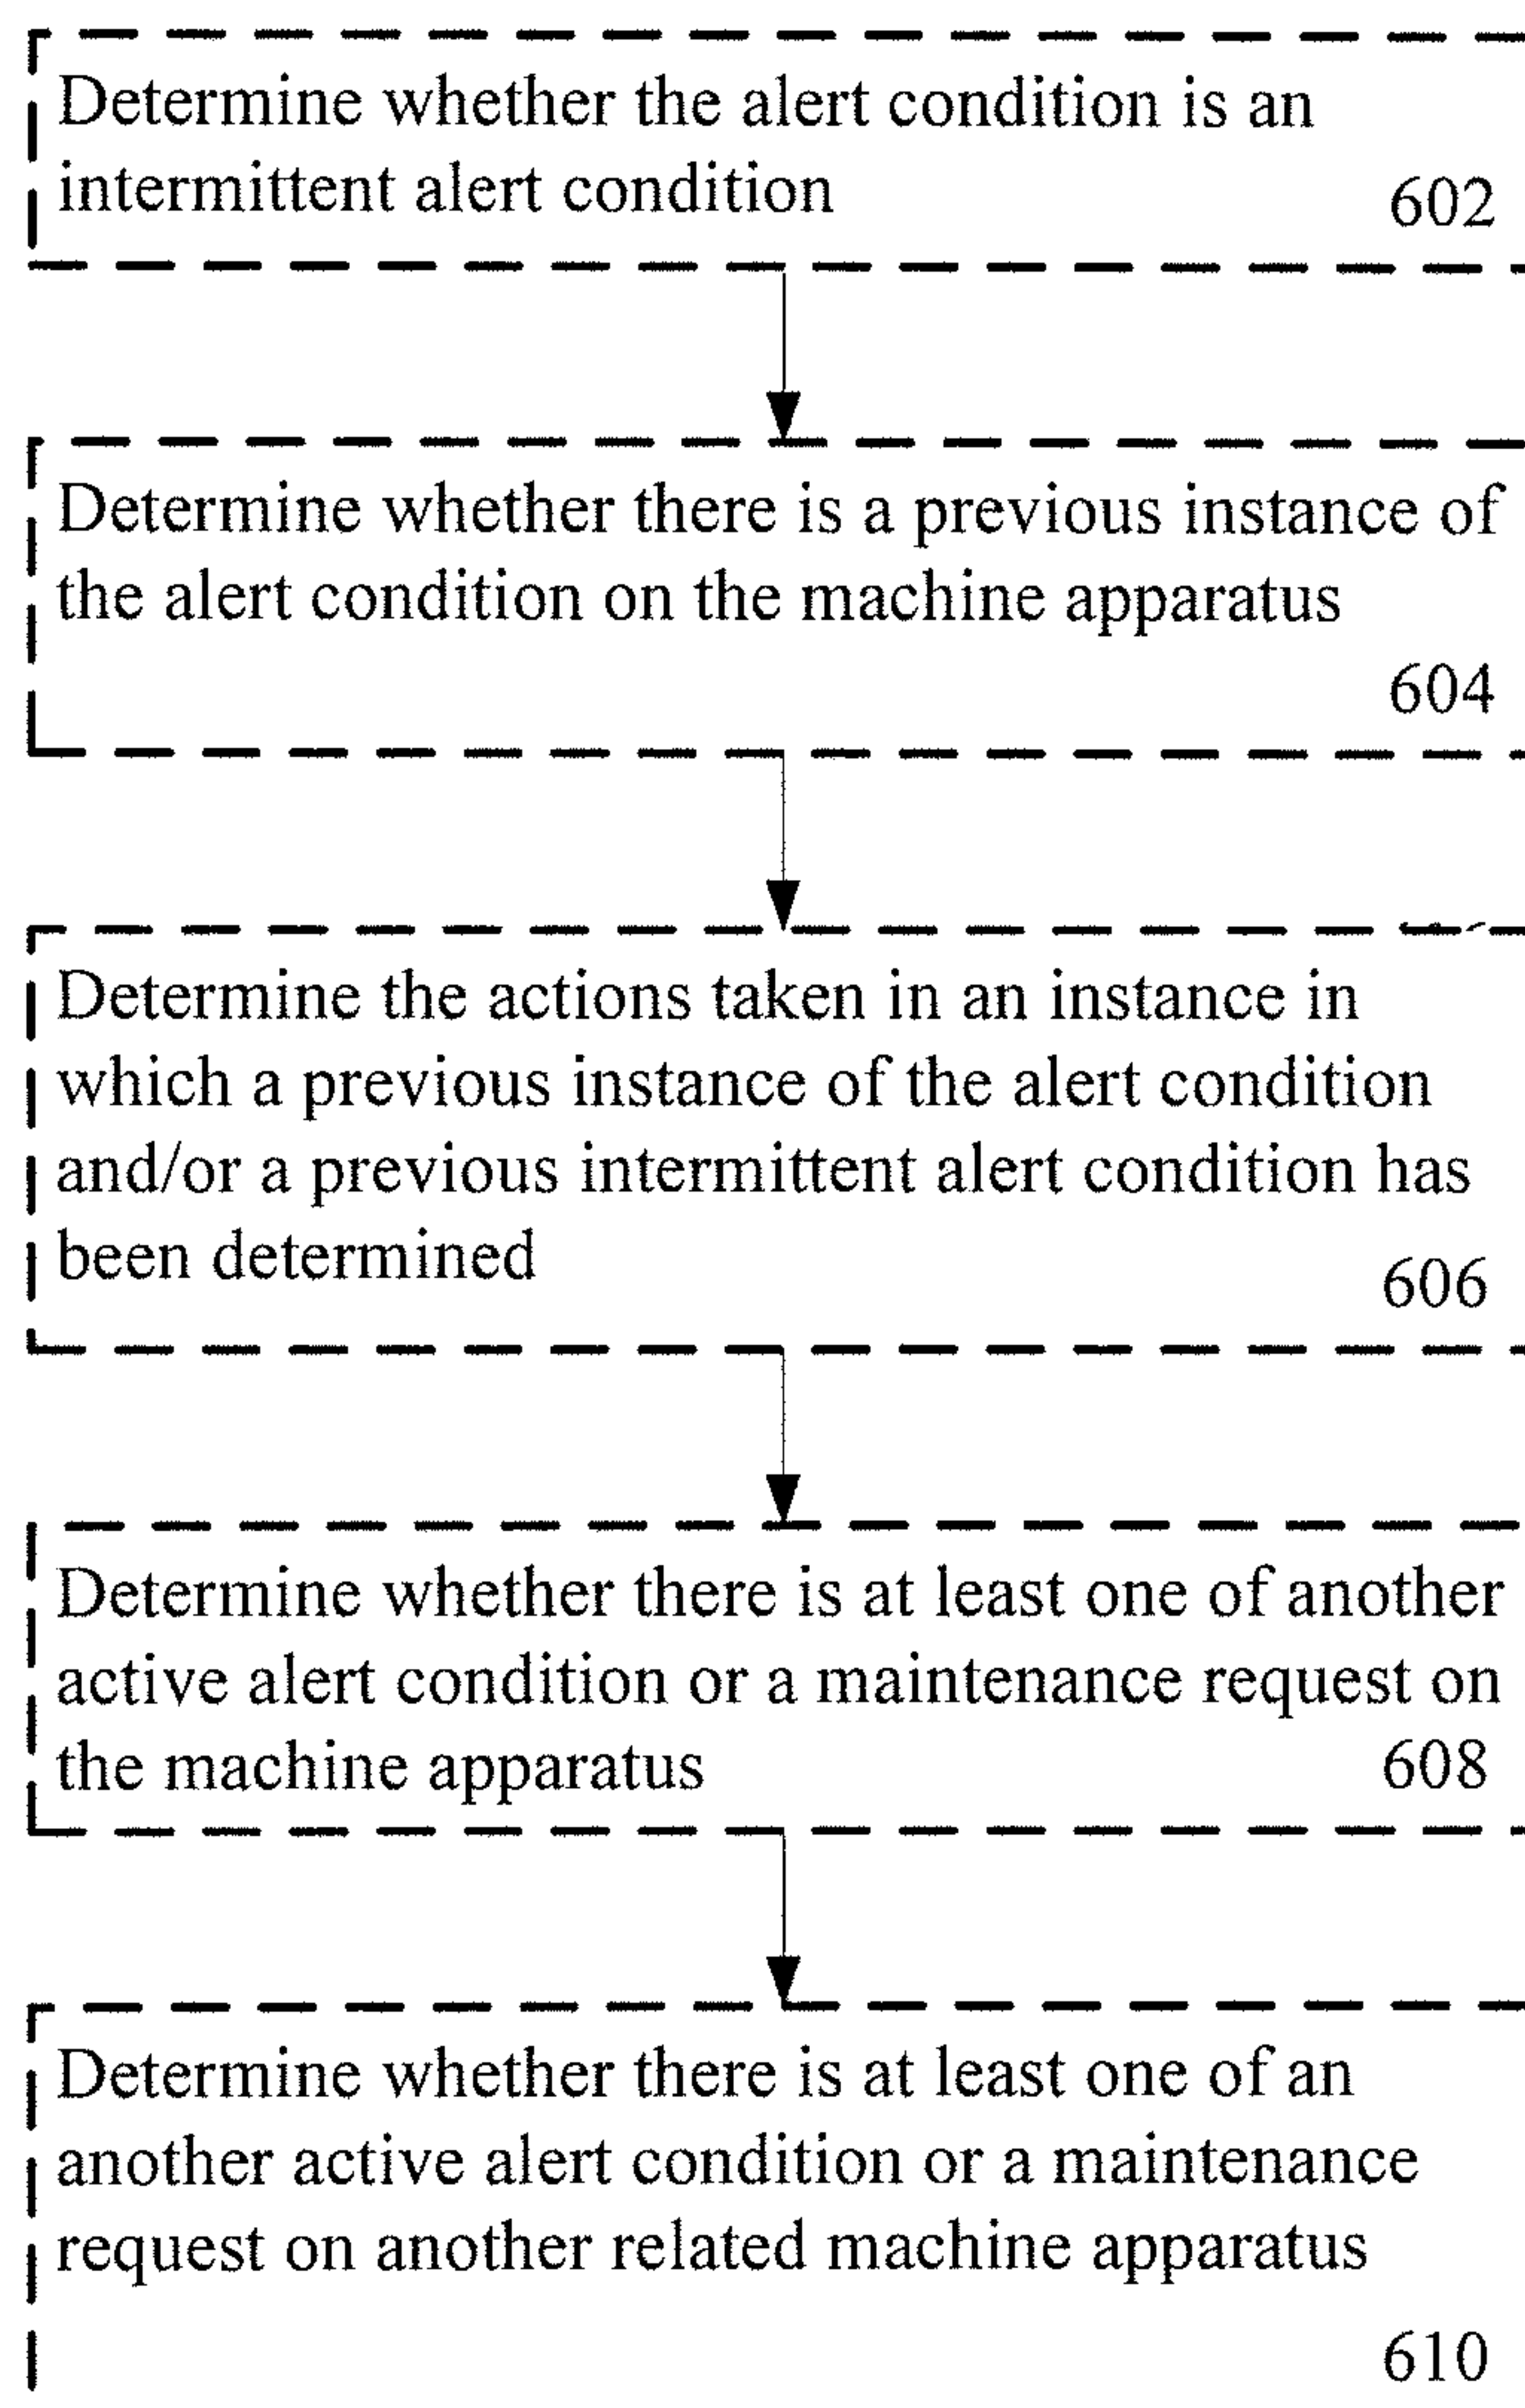 Determine whether the alert condition is an
intermittent alert condition
602
Determine whether there is a previous instance of
the alert condition on the machine apparatus
604
Determine the actions taken in an instance in
which a previous instance of the alert condition
and/or a previous intermittent alert condition has
been determined
606
Determine whether there is at least one of another
active alert condition or a maintenance request on
the machine apparatus
608
Determine whether there is at least one of an
another active alert condition or a maintenance
request on another related machine apparatus
610